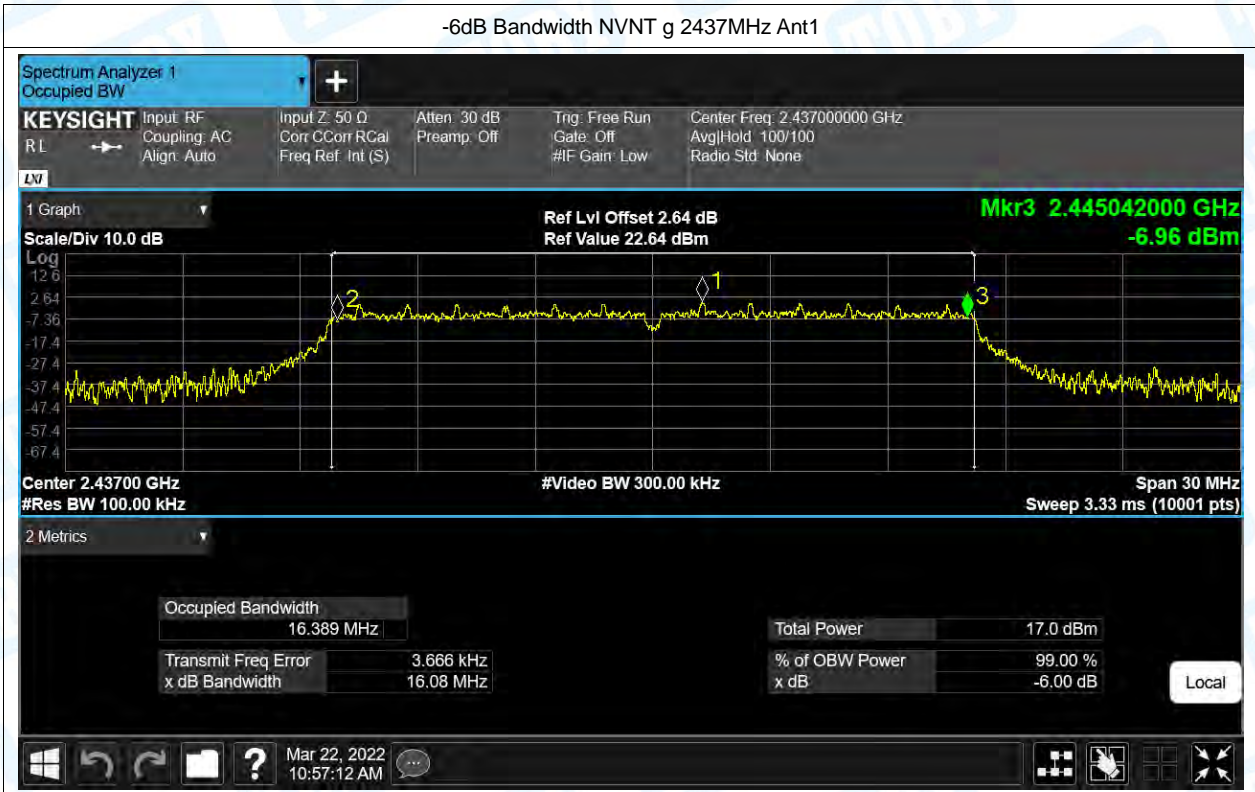 -6dB Bandwidth NVNT g 2437MHz Ant1
Spectrum Analyzer 1
Occupied BW
+
KEYSIGHT
RL
LXI
Input: RF
Coupling: AC
Align: Auto
Input Z: 50 Ω
Corr CCorr RCal
Freq Ref: Int (S)
Atten: 30 dB
Preamp: Off
Trig: Free Run
Gate: Off
#IF Gain: Low
Center Freq: 2.437000000 GHz
Avg|Hold: 100/100
Radio Std: None
1 Graph
Scale/Div 10.0 dB
Ref Lvl Offset 2.64 dB
Ref Value 22.64 dBm
Mkr3 2.445042000 GHz
-6.96 dBm
Log
12.6
2.64
-7.36
-17.4
-27.4
-37.4
-47.4
-57.4
-67.4
2
1
3
Center 2.43700 GHz
#Res BW 100.00 kHz
#Video BW 300.00 kHz
Span 30 MHz
Sweep 3.33 ms (10001 pts)
2 Metrics
Occupied Bandwidth
16.389 MHz
Transmit Freq Error 3.666 kHz
x dB Bandwidth 16.08 MHz
Total Power 17.0 dBm
% of OBW Power 99.00 %
x dB -6.00 dB
Local
?
Mar 22, 2022
10:57:12 AM